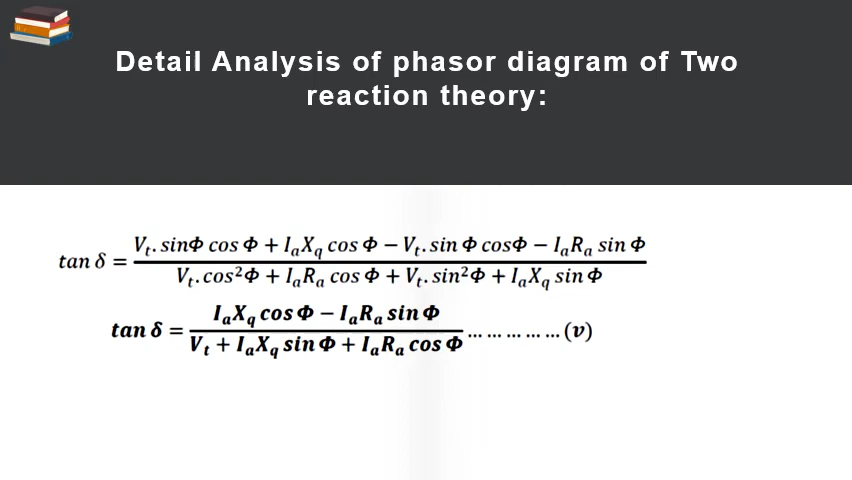 Detail Analysis of phasor diagram of Two
reaction theory:
tan δ = (V_t. sinΦ cos Φ + I_aX_q cos Φ − V_t. sin Φ cosΦ − I_aR_a sin Φ) / (V_t. cos²Φ + I_aR_a cos Φ + V_t. sin²Φ + I_aX_q sin Φ)
tan δ = (I_aX_q cos Φ − I_aR_a sin Φ) / (V_t + I_aX_q sin Φ + I_aR_a cos Φ) … … … … … (v)